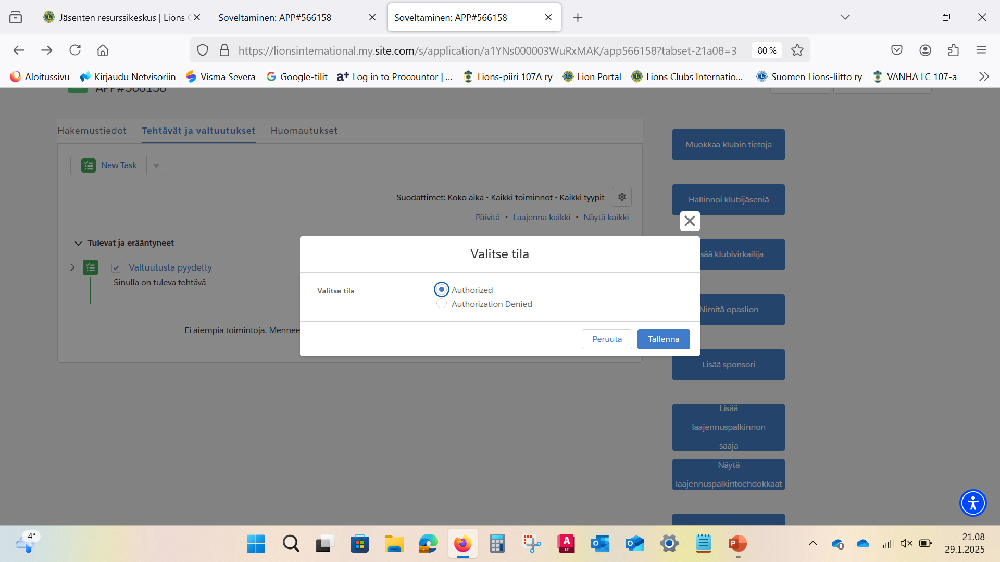 Jäsenten resurssikeskus | Lions
Soveltaminen: APP#566158
Soveltaminen: APP#566158
https://lionsinternational.my.site.com/s/application/a1YNs000003WuRxMAK/app566158?tabset-21a08=3
80 %
Aloitussivu
Kirjaudu Netvisoriin
Visma Severa
Google-tilit
a+ Log in to Procountor | ...
Lions-piiri 107A ry
Lion Portal
Lions Clubs Internatio...
Suomen Lions-liitto ry
VANHA LC 107-a
APP#566158
Hakemustiedot
Tehtävät ja valtuutukset
Huomautukset
Muokkaa klubin tietoja
New Task
Suodattimet: Koko aika • Kaikki toiminnot • Kaikki tyypit
Hallinnoi klubijäseniä
Päivitä • Laajenna kaikki • Näytä kaikki
Tulevat ja erääntyneet
Valitse tila
sää klubivirkailija
Valtuutusta pyydetty
Sinulla on tuleva tehtävä
Valitse tila
Authorized
Authorization Denied
Nimitä opaslion
Ei aiempia toimintoja. Mennee
Peruuta
Tallenna
Lisää sponsori
Lisää
laajennuspalkinnon
saaja
Näytä
laajennuspalkintoehdokkaat
4°
21.08
29.1.2025